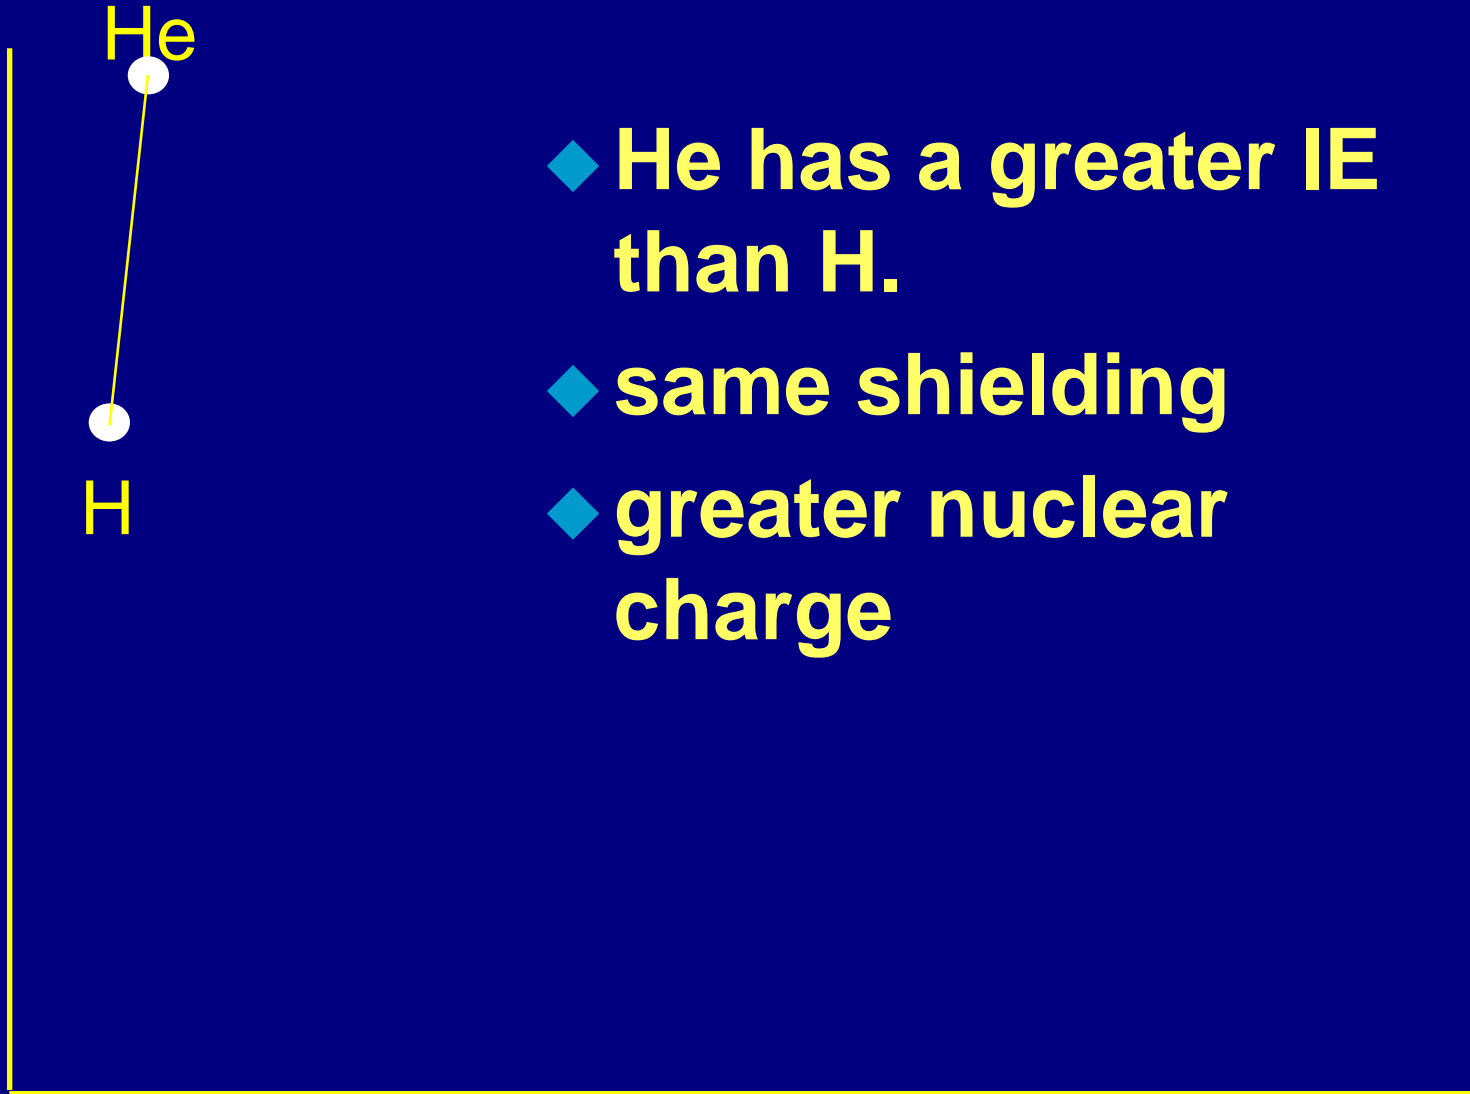 He
H
He has a greater IE
than H.
same shielding
greater nuclear
charge